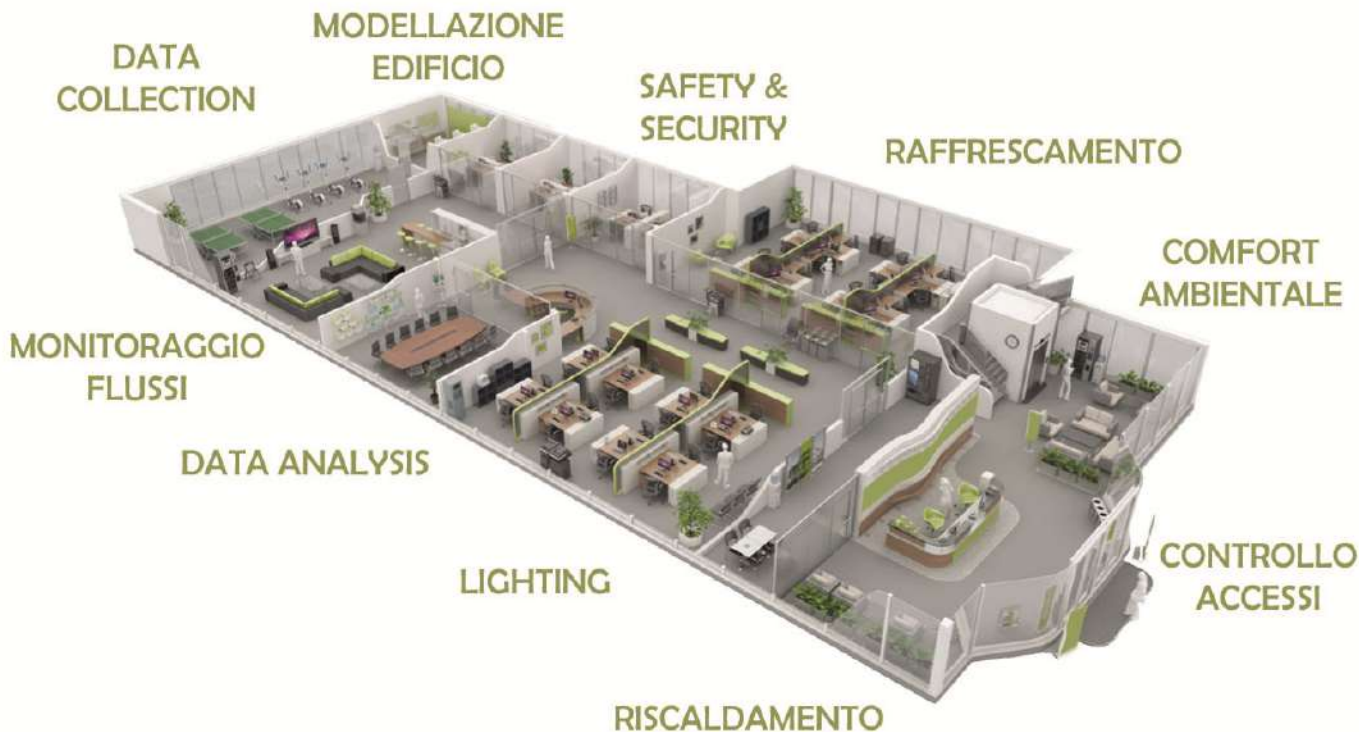 DATA
COLLECTION
MODELLAZIONE
EDIFICIO
SAFETY &
SECURITY
RAFFRESCAMENTO
COMFORT
AMBIENTALE
MONITORAGGIO
FLUSSI
DATA ANALYSIS
LIGHTING
CONTROLLO
ACCESSI
RISCALDAMENTO